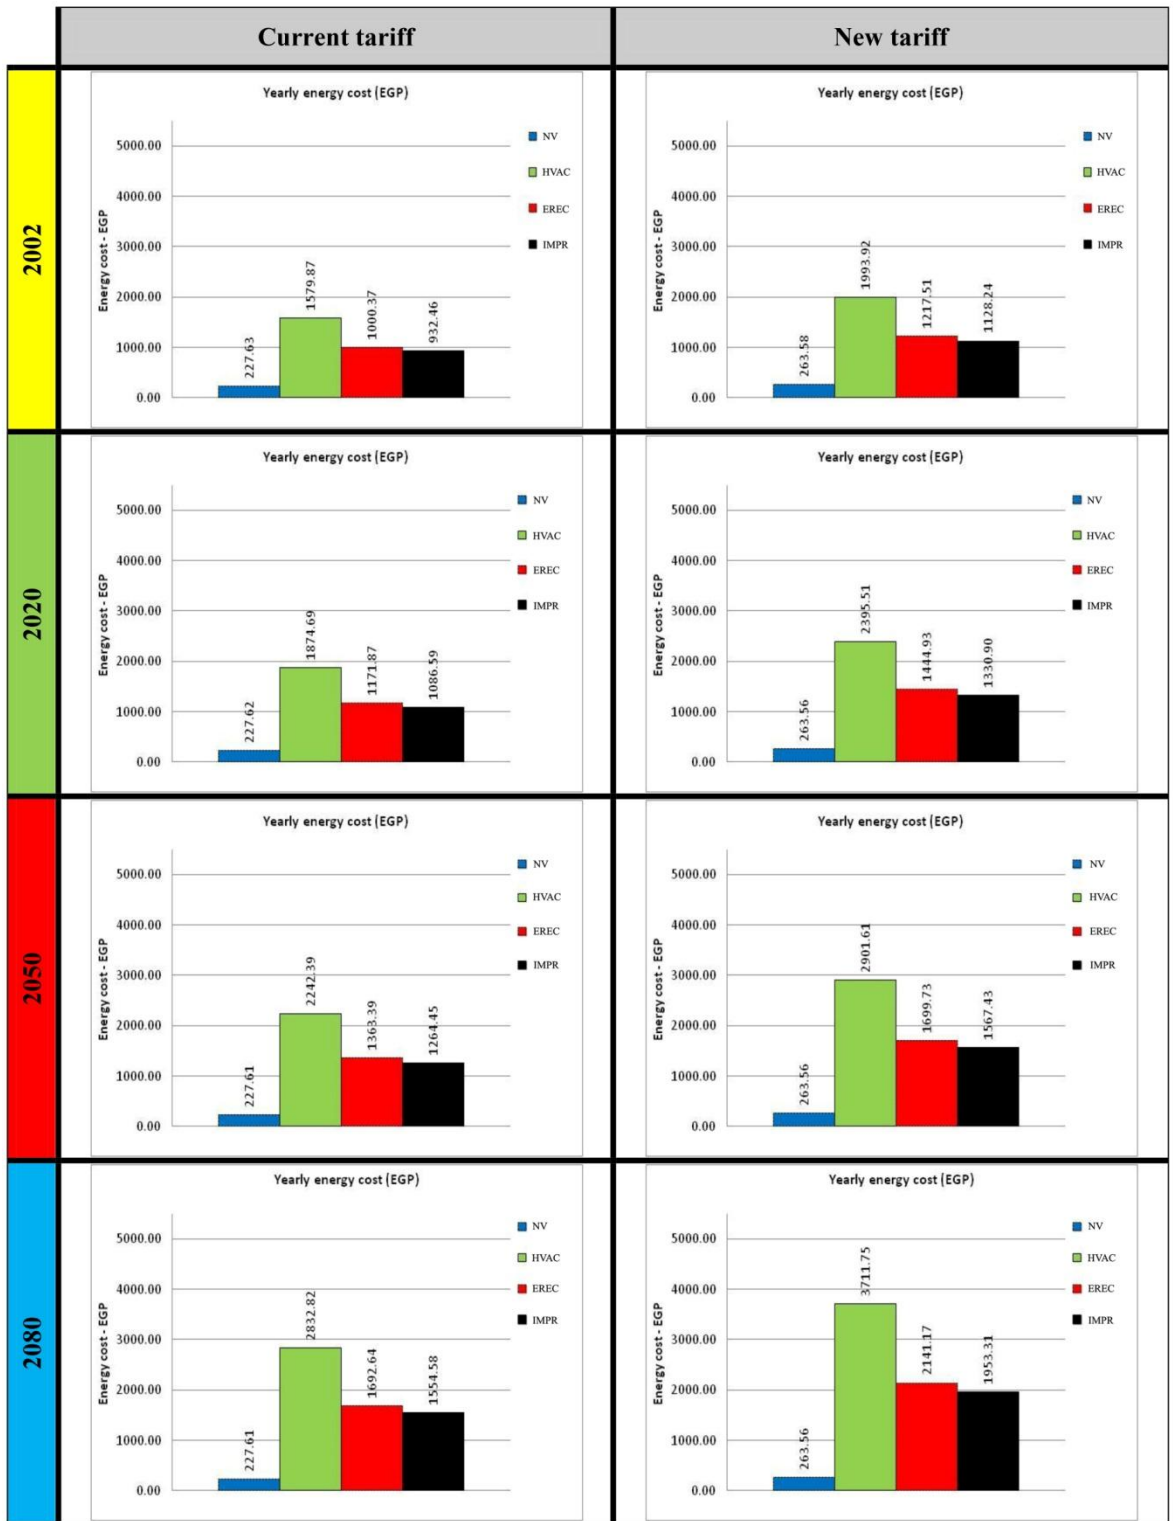 Current tariff
New tariff
2002
Yearly energy cost (EGP)
Energy cost - EGP
5000.00
4000.00
3000.00
2000.00
1000.00
0.00
227.63
1579.87
1000.37
932.46
NV
HVAC
EREC
IMPR
Yearly energy cost (EGP)
Energy cost - EGP
5000.00
4000.00
3000.00
2000.00
1000.00
0.00
263.58
1993.92
1217.51
1128.24
NV
HVAC
EREC
IMPR
2020
Yearly energy cost (EGP)
Energy cost - EGP
5000.00
4000.00
3000.00
2000.00
1000.00
0.00
227.62
1874.69
1171.87
1086.59
NV
HVAC
EREC
IMPR
Yearly energy cost (EGP)
Energy cost - EGP
5000.00
4000.00
3000.00
2000.00
1000.00
0.00
263.56
2395.51
1444.93
1330.90
NV
HVAC
EREC
IMPR
2050
Yearly energy cost (EGP)
Energy cost - EGP
5000.00
4000.00
3000.00
2000.00
1000.00
0.00
227.61
2242.39
1363.39
1264.45
NV
HVAC
EREC
IMPR
Yearly energy cost (EGP)
Energy cost - EGP
5000.00
4000.00
3000.00
2000.00
1000.00
0.00
263.56
2901.61
1699.73
1567.43
NV
HVAC
EREC
IMPR
2080
Yearly energy cost (EGP)
Energy cost - EGP
5000.00
4000.00
3000.00
2000.00
1000.00
0.00
227.61
2832.82
1692.64
1554.58
NV
HVAC
EREC
IMPR
Yearly energy cost (EGP)
Energy cost - EGP
5000.00
4000.00
3000.00
2000.00
1000.00
0.00
263.56
3711.75
2141.17
1953.31
NV
HVAC
EREC
IMPR